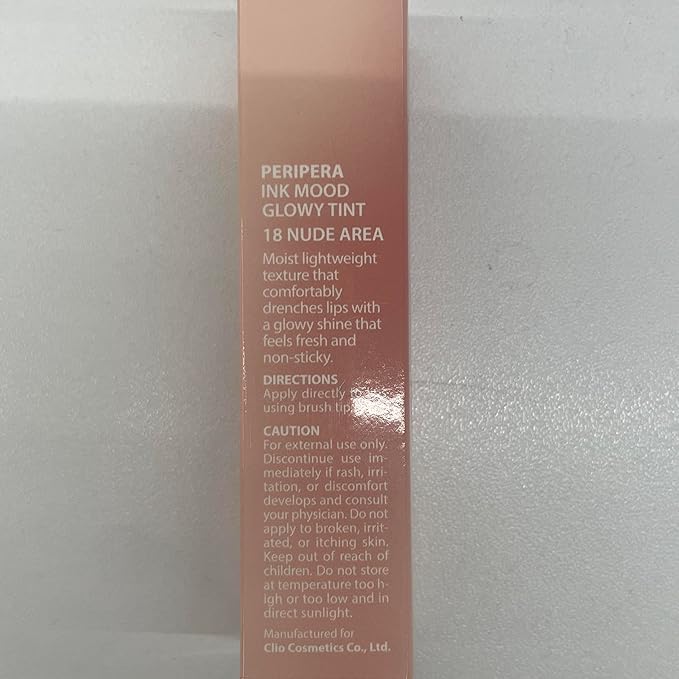 PERIPERA
INK MOOD
GLOWY TINT
18 NUDE AREA
Moist lightweight
texture that
comfortably
drenches lips with
a glowy shine that
feels fresh and
non-sticky.
DIRECTIONS
Apply directly
using brush tip
CAUTION
For external use only.
Discontinue use im-
mediately if rash, irri-
tation, or discomfort
develops and consult
your physician. Do not
apply to broken, irrit-
ated, or itching skin.
Keep out of reach of
children. Do not store
at temperature too h-
igh or too low and in
direct sunlight.
Manufactured for
Clio Cosmetics Co., Ltd.